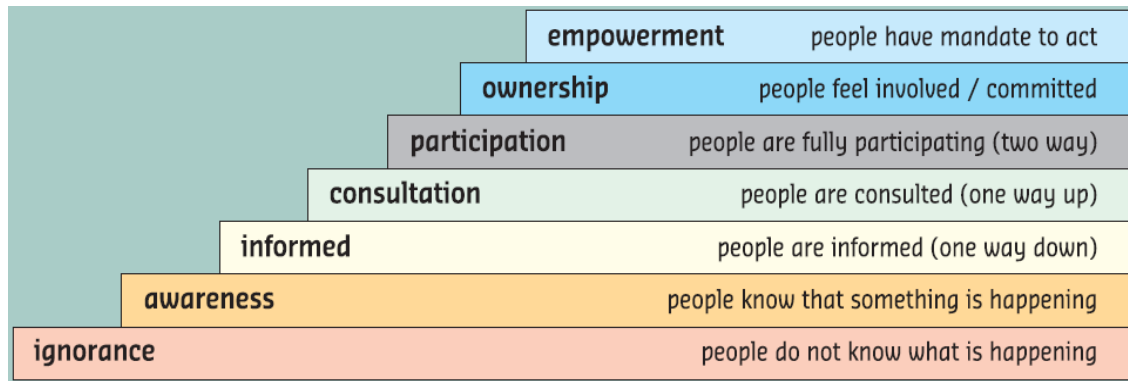 empowerment people have mandate to act
ownership people feel involved / committed
participation people are fully participating (two way)
consultation people are consulted (one way up)
informed people are informed (one way down)
awareness people know that something is happening
ignorance people do not know what is happening